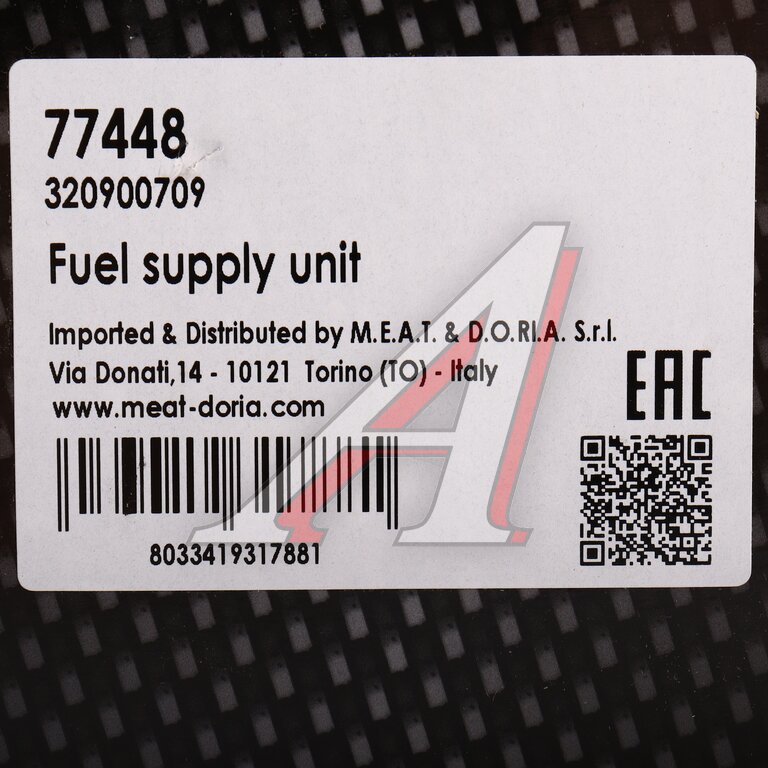 77448
320900709
Fuel supply unit
Imported & Distributed by M.E.A.T. & D.O.RI.A. S.r.l.
Via Donati,14 - 10121 Torino (TO) - Italy
www.meat-doria.com
EAC
8033419317881